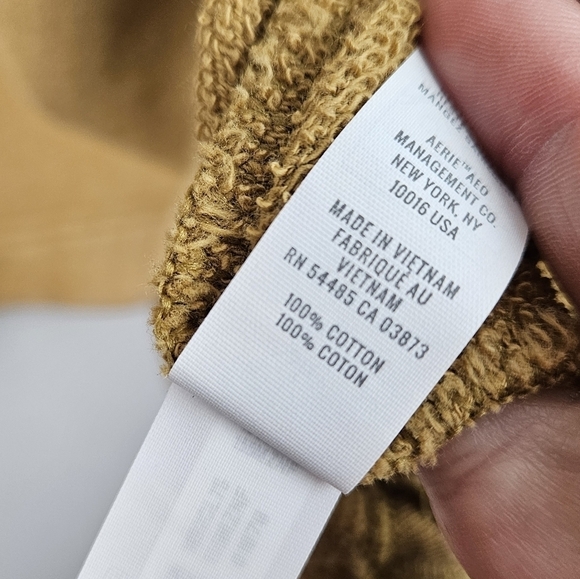 AERIE™ AEO
MANAGEMENT CO.
NEW YORK, NY
10016 USA
MADE IN VIETNAM
FABRIQUÉ AU
VIETNAM
RN 54485 CA 03873
100% COTTON
100% COTON